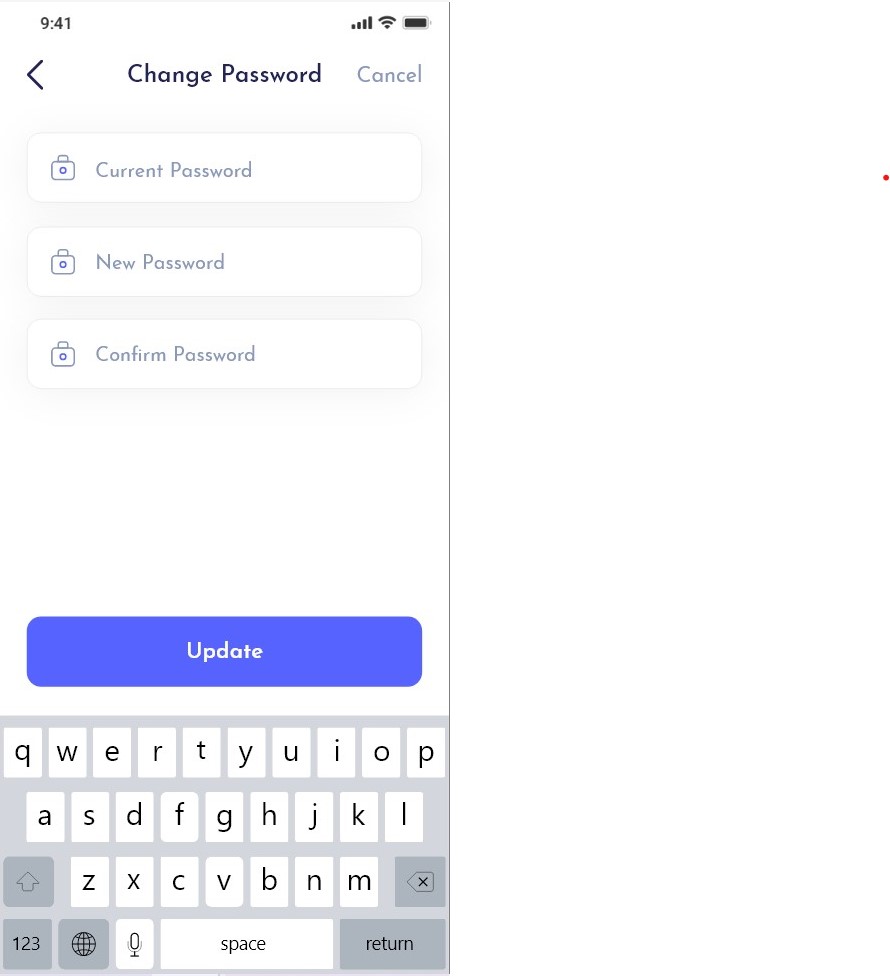 9:41
Change Password Cancel
Current Password
New Password
Confirm Password
Update
q w e r t y u i o p
a s d f g h j k l
z x c v b n m
123 space return